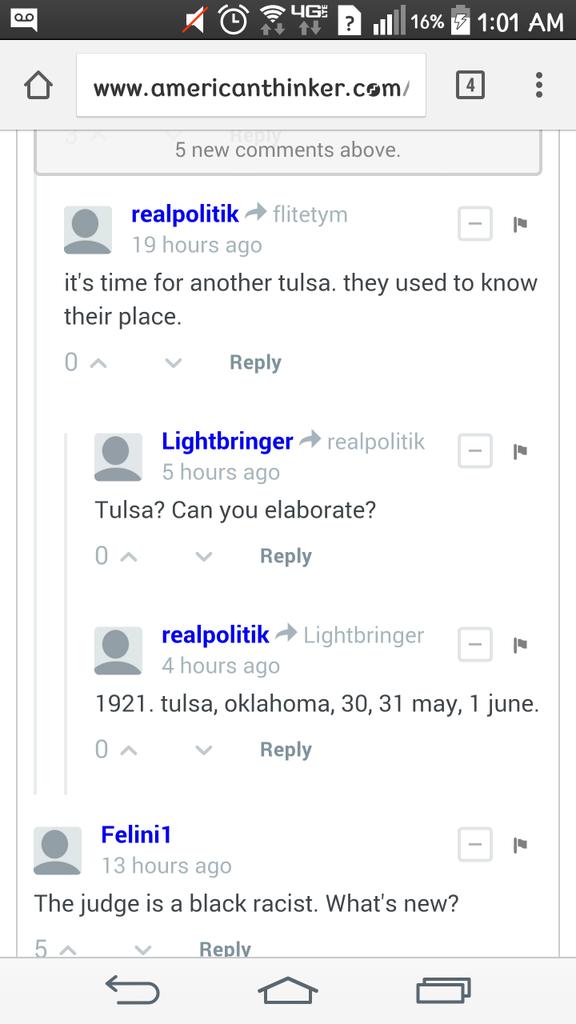 4G LTE ? 16% 1:01 AM
www.americanthinker.com/ 4
3 Reply
5 new comments above.
realpolitik flitetym
19 hours ago
it's time for another tulsa. they used to know
their place.
0 Reply
Lightbringer realpolitik
5 hours ago
Tulsa? Can you elaborate?
0 Reply
realpolitik Lightbringer
4 hours ago
1921. tulsa, oklahoma, 30, 31 may, 1 june.
0 Reply
Felini1
13 hours ago
The judge is a black racist. What's new?
5 Reply